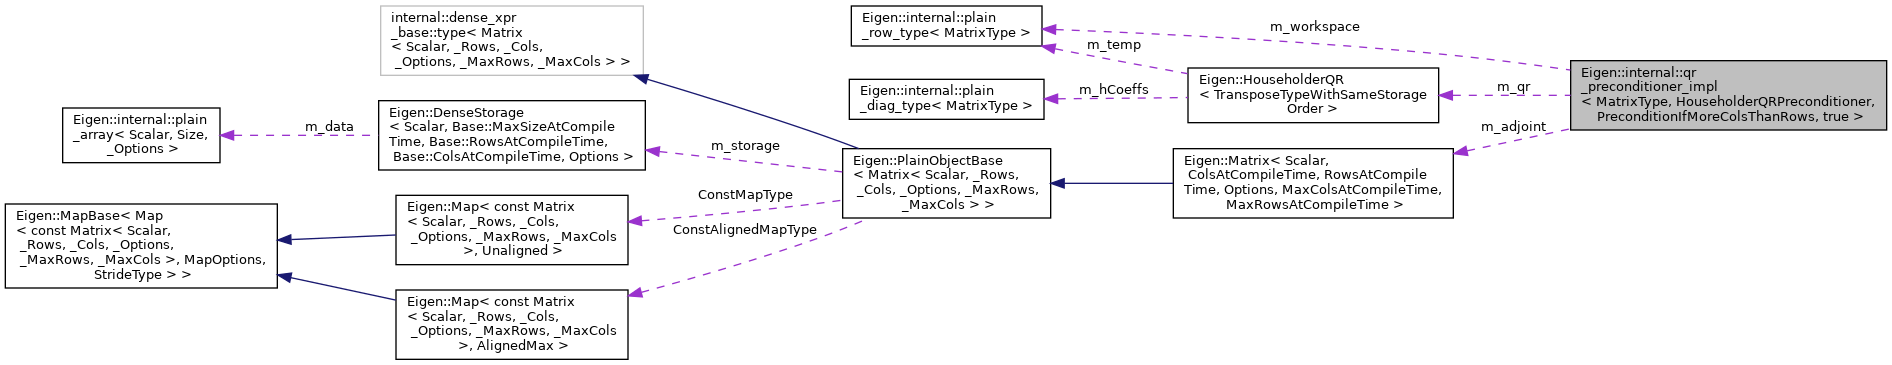 internal::dense_xpr
_base::type< Matrix
< Scalar, _Rows, _Cols,
_Options, _MaxRows, _MaxCols > >
Eigen::internal::plain
_row_type< MatrixType >
m_workspace
m_temp
Eigen::internal::qr
_preconditioner_impl
< MatrixType, HouseholderQRPreconditioner,
PreconditionIfMoreColsThanRows, true >
Eigen::HouseholderQR
< TransposeTypeWithSameStorage
Order >
m_qr
Eigen::internal::plain
_diag_type< MatrixType >
m_hCoeffs
m_adjoint
Eigen::internal::plain
_array< Scalar, Size,
_Options >
m_data
Eigen::DenseStorage
< Scalar, Base::MaxSizeAtCompile
Time, Base::RowsAtCompileTime,
Base::ColsAtCompileTime, Options >
m_storage
Eigen::PlainObjectBase
< Matrix< Scalar, _Rows,
_Cols, _Options, _MaxRows,
_MaxCols > >
Eigen::Matrix< Scalar,
ColsAtCompileTime, RowsAtCompile
Time, Options, MaxColsAtCompileTime,
MaxRowsAtCompileTime >
ConstMapType
ConstAlignedMapType
Eigen::MapBase< Map
< const Matrix< Scalar,
_Rows, _Cols, _Options,
_MaxRows, _MaxCols >, MapOptions,
StrideType > >
Eigen::Map< const Matrix
< Scalar, _Rows, _Cols,
_Options, _MaxRows, _MaxCols
>, Unaligned >
Eigen::Map< const Matrix
< Scalar, _Rows, _Cols,
_Options, _MaxRows, _MaxCols
>, AlignedMax >